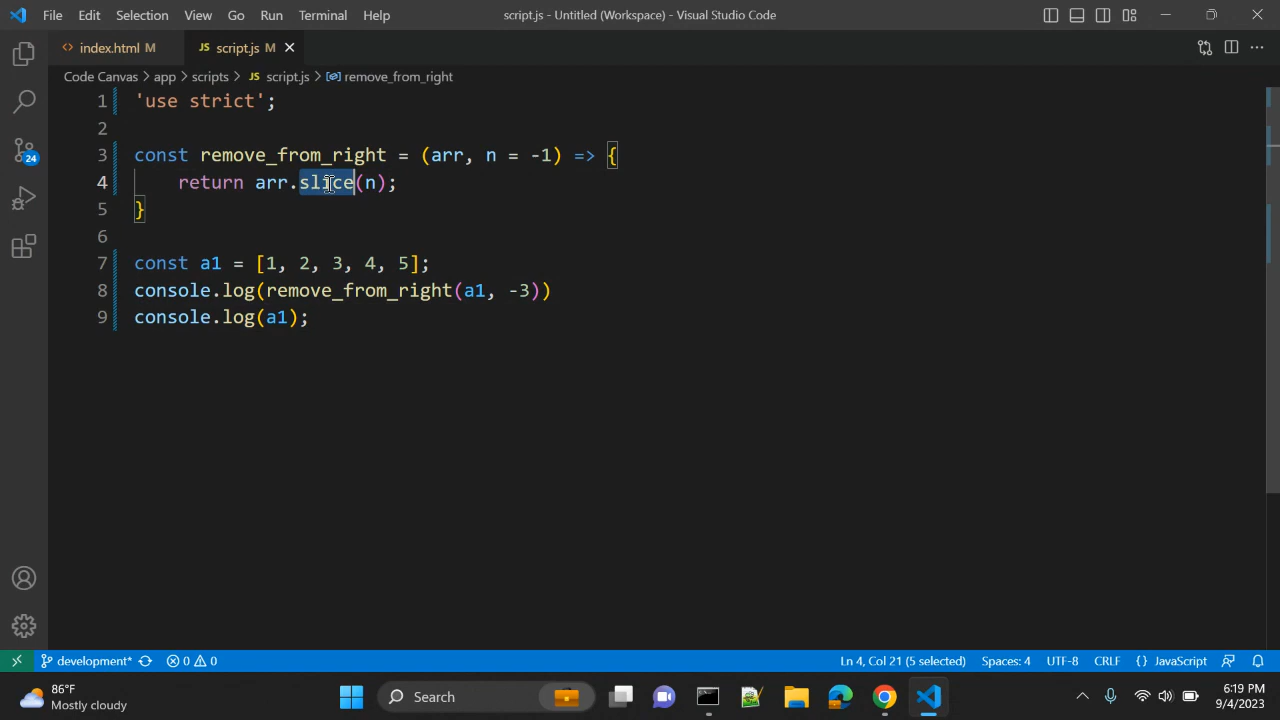 File Edit Selection View Go Run Terminal Help script.js - Untitled (Workspace) - Visual Studio Code
<> index.html M JS script.js M
Code Canvas > app > scripts > JS script.js > remove_from_right
1 'use strict';
2
3 const remove_from_right = (arr, n = -1) => {
4 return arr.slice(n);
5 }
6
7 const a1 = [1, 2, 3, 4, 5];
8 console.log(remove_from_right(a1, -3))
9 console.log(a1);
24
development* 0 0 Ln 4, Col 21 (5 selected) Spaces: 4 UTF-8 CRLF {} JavaScript
86°F
Mostly cloudy
Search
6:19 PM
9/4/2023